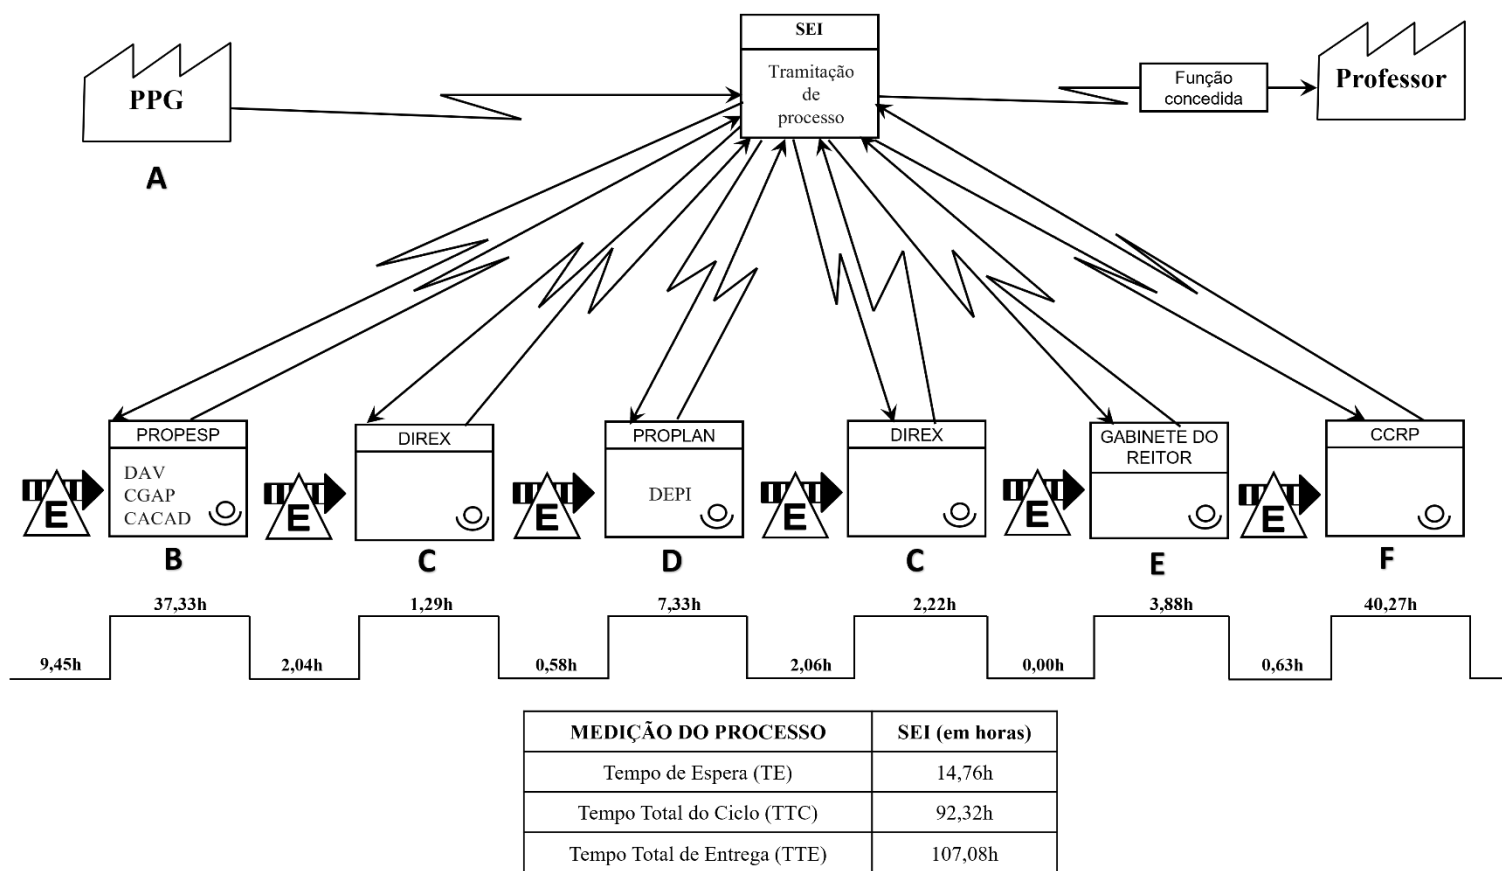 SEI
Tramitação
de
processo
PPG
A
Função
concedida
Professor
PROPESP
DAV
CGAP
CACAD
DIREX
PROPLAN
DEPI
DIREX
GABINETE DO
REITOR
CCRP
E
E
E
E
E
E
B
C
D
C
E
F
37,33h
1,29h
7,33h
2,22h
3,88h
40,27h
9,45h
2,04h
0,58h
2,06h
0,00h
0,63h
MEDIÇÃO DO PROCESSO SEI (em horas)
Tempo de Espera (TE) 14,76h
Tempo Total do Ciclo (TTC) 92,32h
Tempo Total de Entrega (TTE) 107,08h